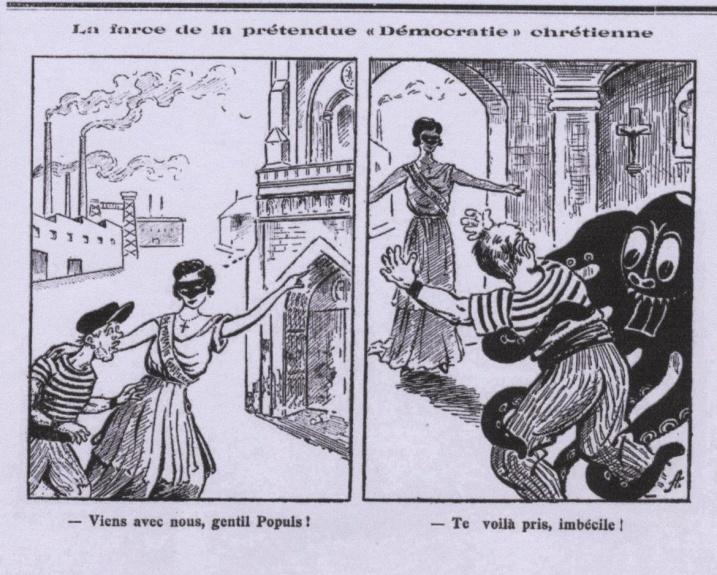 La farce de la prétendue « Démocratie » chrétienne
— Viens avec nous, gentil Populs !
— Te voilà pris, imbécile !